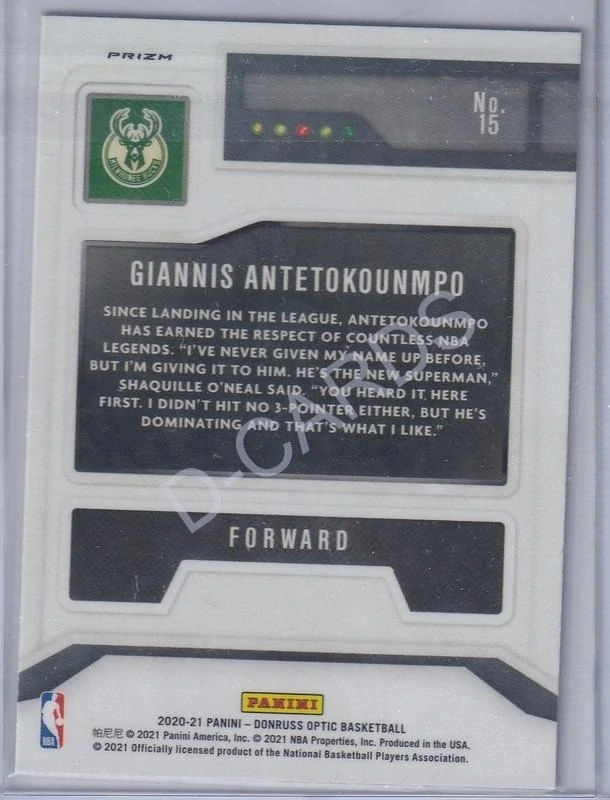 PRIZM
No.
15
MILWAUKEE BUCKS
GIANNIS ANTETOKOUNMPO
SINCE LANDING IN THE LEAGUE, ANTETOKOUNMPO
HAS EARNED THE RESPECT OF COUNTLESS NBA
LEGENDS. “I’VE NEVER GIVEN MY NAME UP BEFORE,
BUT I’M GIVING IT TO HIM. HE’S THE NEW SUPERMAN,”
SHAQUILLE O’NEAL SAID. “YOU HEARD IT HERE
FIRST. I DIDN’T HIT NO 3-POINTER EITHER, BUT HE’S
DOMINATING AND THAT’S WHAT I LIKE.”
D-CARDS
FORWARD
PANINI
2020-21 PANINI – DONRUSS OPTIC BASKETBALL
帕尼尼 © 2021 Panini America, Inc. © 2021 NBA Properties, Inc. Produced in the USA.
© 2021 Officially licensed product of the National Basketball Players Association.
NBA